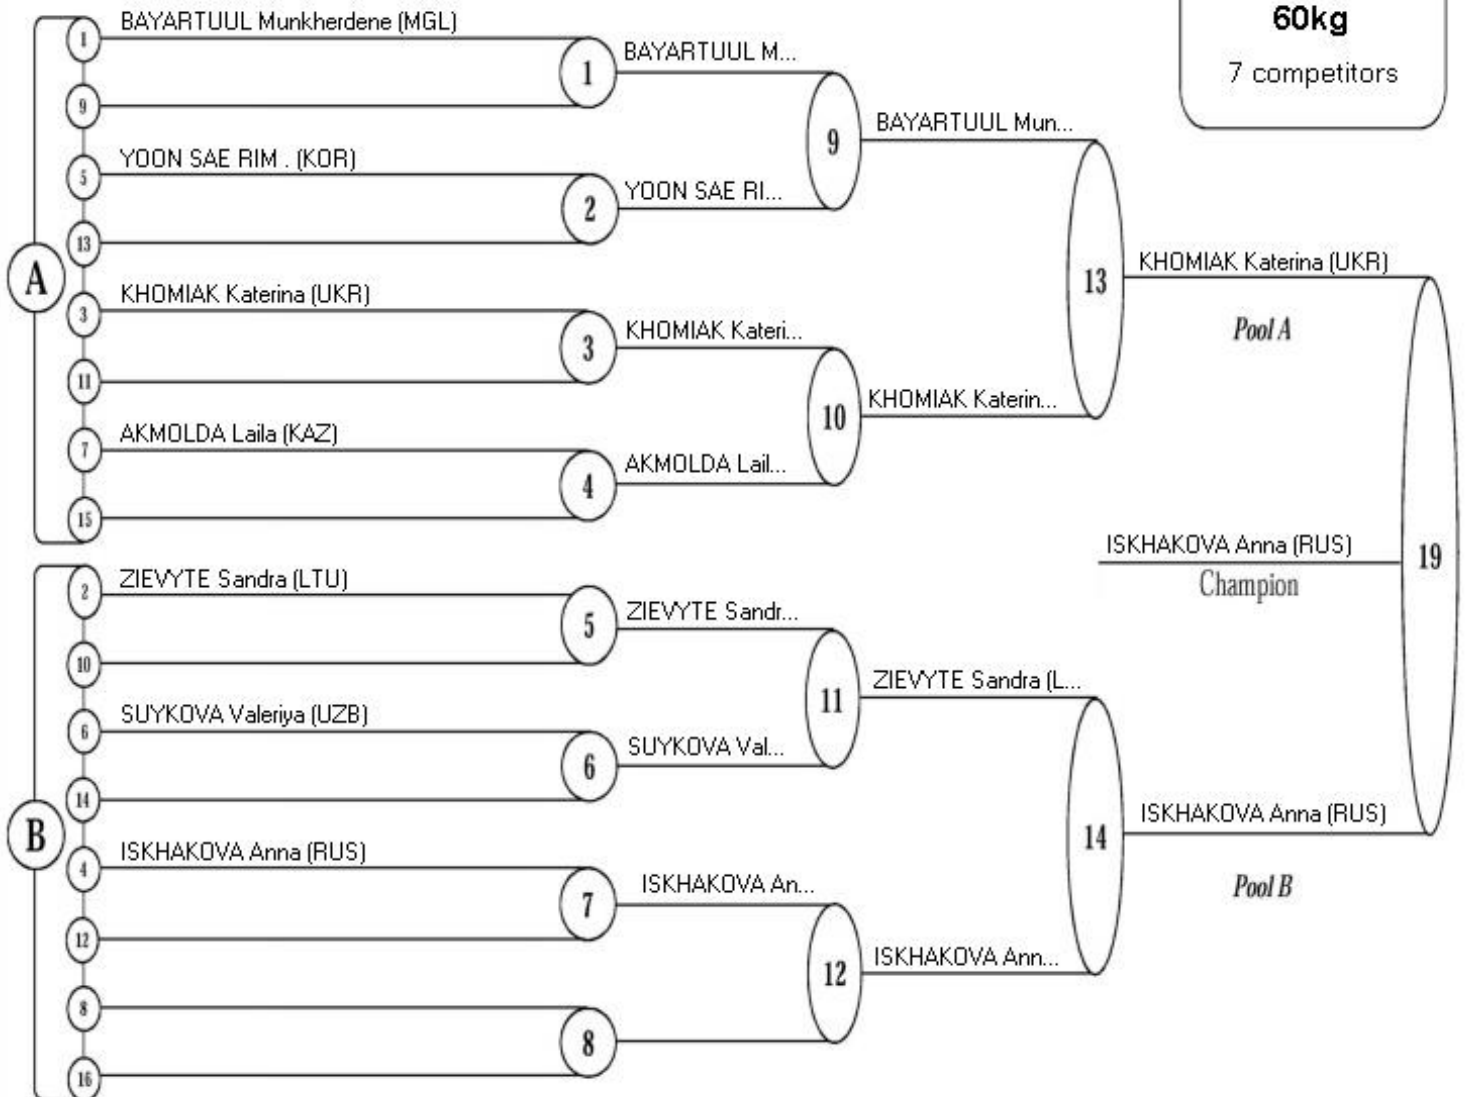 60kg
7 competitors
A
1
BAYARTUUL Munkherdene (MGL)
9
1
BAYARTUUL M...
5
YOON SAE RIM . (KOR)
13
2
YOON SAE RI...
9
BAYARTUUL Mun...
3
KHOMIAK Katerina (UKR)
11
3
KHOMIAK Kateri...
7
AKMOLDA Laila (KAZ)
15
4
AKMOLDA Lail...
10
KHOMIAK Katerin...
13
KHOMIAK Katerina (UKR)
Pool A
B
2
ZIEVYTE Sandra (LTU)
10
5
ZIEVYTE Sandr...
6
SUYKOVA Valeriya (UZB)
14
6
SUYKOVA Val...
11
ZIEVYTE Sandra (L...
4
ISKHAKOVA Anna (RUS)
12
7
ISKHAKOVA An...
8
16
8
12
ISKHAKOVA Ann...
14
ISKHAKOVA Anna (RUS)
Pool B
19
ISKHAKOVA Anna (RUS)
Champion